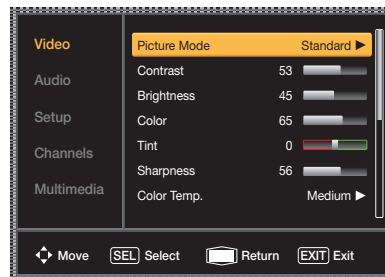 Video
Audio
Setup
Channels
Multimedia
Picture Mode Standard ▶
Contrast 53
Brightness 45
Color 65
Tint 0
Sharpness 56
Color Temp. Medium ▶
Move SEL Select Return EXIT Exit